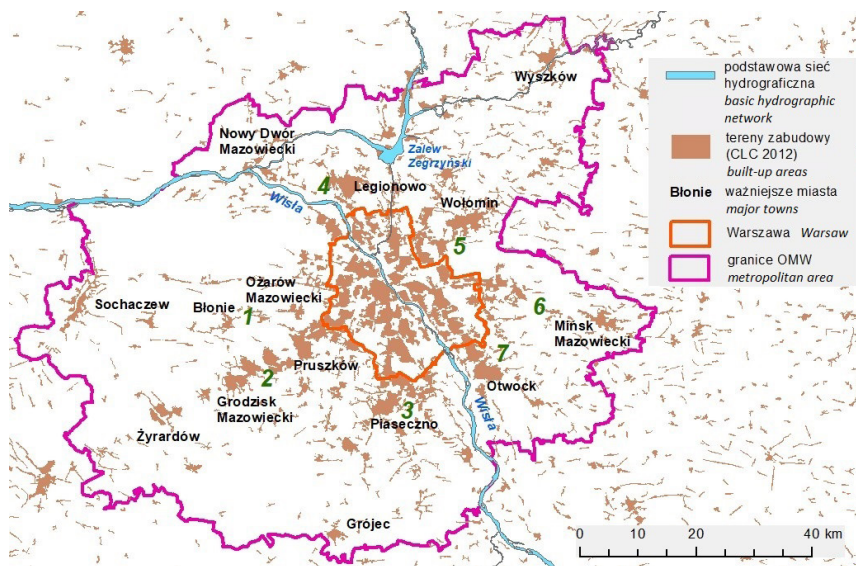 Wyszków
Nowy Dwór
Mazowiecki
Zalew
Zegrzyński
4
Legionowo
Wisła
Wołomin
5
Ożarów
Mazowiecki
Sochaczew
Błonie
1
6
Mińsk
Mazowiecki
Pruszków
7
2
Otwock
Grodzisk
Mazowiecki
3
Piaseczno
Wisła
Żyrardów
Grójec
podstawowa sieć
hydrograficzna
basic hydrographic
network
tereny zabudowy
(CLC 2012)
built-up areas
Błonie ważniejsze miasta
major towns
Warszawa Warsaw
granice OMW
metropolitan area
0 10 20 40 km